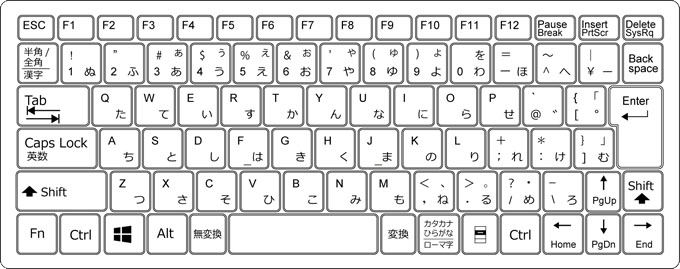 ESC F1 F2 F3 F4 F5 F6 F7 F8 F9 F10 F11 F12 Pause Break Insert PrtScr Delete SysRq
半角/ 全角 漢字 ! 1 ぬ " 2 ふ # ぁ 3 あ $ ぅ 4 う % ぇ 5 え & ぉ 6 お ' ゃ 7 や ( ゅ 8 ゆ ) ょ 9 よ を 0 わ = - ほ ~ ^ へ | ¥ ー Back space
Tab Q た W て E い R す T か Y ん U な I に O ら P せ ` @ ゛ { 「 [ ゜ Enter
Caps Lock 英数 A ち S と D し F _は G き H く J _ま K の L り + ; れ * : け } 」 ] む
Shift Z つ X さ C そ V ひ B こ N み M も < 、 , ね > 。 . る ? ・ / め _ \ ろ PgUp Shift
Fn Ctrl Alt 無変換 変換 カタカナ ひらがな ローマ字 Ctrl Home PgDn End